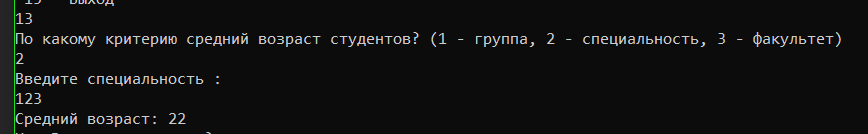 13
По какому критерию средний возраст студентов? (1 - группа, 2 - специальность, 3 - факультет)
2
Введите специальность :
123
Средний возраст: 22